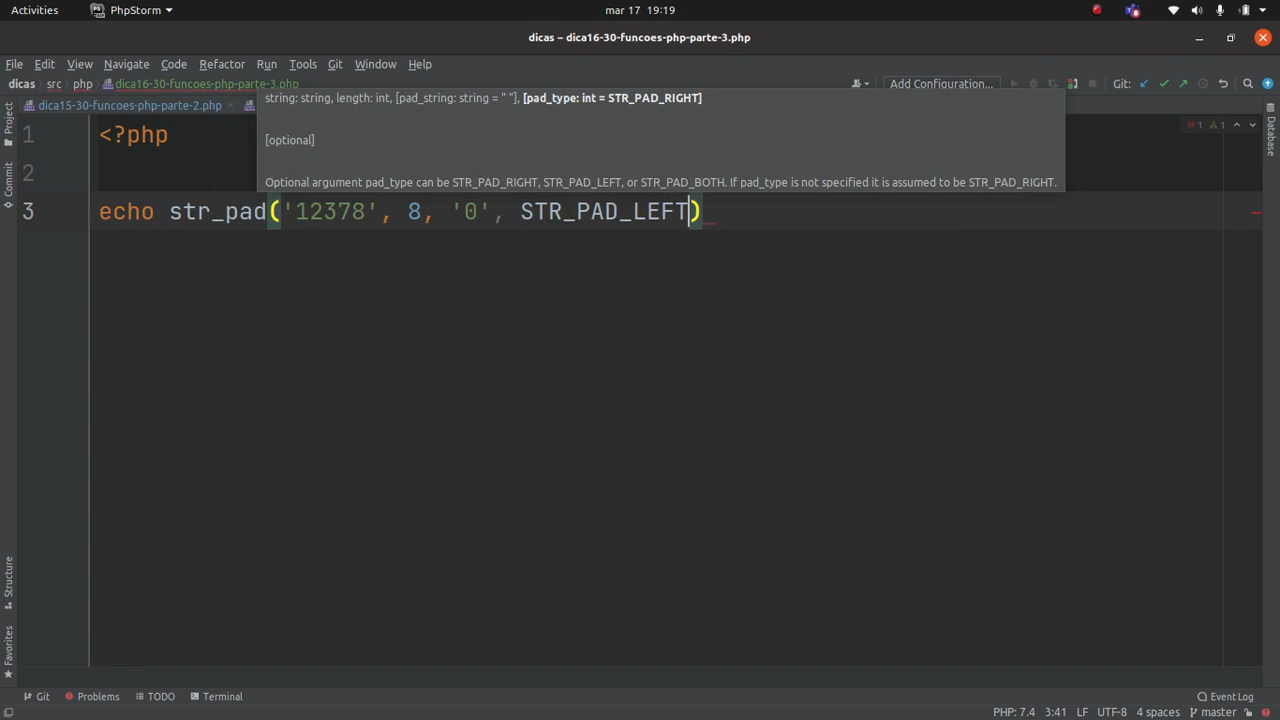 Activities PhpStorm mar 17 19:19
dicas – dica16-30-funcoes-php-parte-3.php
File Edit View Navigate Code Refactor Run Tools Git Window Help
dicas src php dica16-30-funcoes-php-parte-3.php Add Configuration... Git:
dica15-30-funcoes-php-parte-2.php
string: string, length: int, [pad_string: string = " "], [pad_type: int = STR_PAD_RIGHT]
[optional]
Optional argument pad_type can be STR_PAD_RIGHT, STR_PAD_LEFT, or STR_PAD_BOTH. If pad_type is not specified it is assumed to be STR_PAD_RIGHT.
1 <?php
2
3 echo str_pad('12378', 8, '0', STR_PAD_LEFT)
1 1
Project
Commit
Structure
Favorites
Database
Git Problems TODO Terminal Event Log
PHP: 7.4 3:41 LF UTF-8 4 spaces master